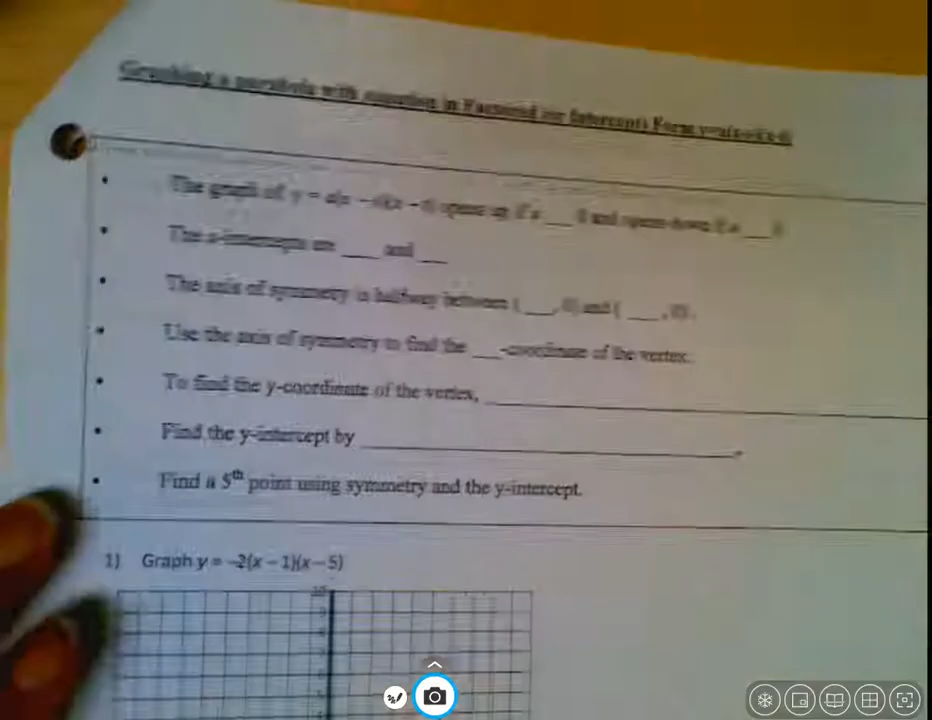 Graphing a parabola with equation in Factored (or Intercept) Form
The graph of y = a(x – s)(x – t) opens up if a ___ 0 and opens down if a ___ 0
The x-intercepts are ___ and ___
The axis of symmetry is halfway between (___, 0) and (___, 0).
Use the axis of symmetry to find the ___-coordinate of the vertex.
To find the y-coordinate of the vertex, ___
Find the y-intercept by ___.
Find a 5th point using symmetry and the y-intercept.
1) Graph y = –2(x – 1)(x – 5)